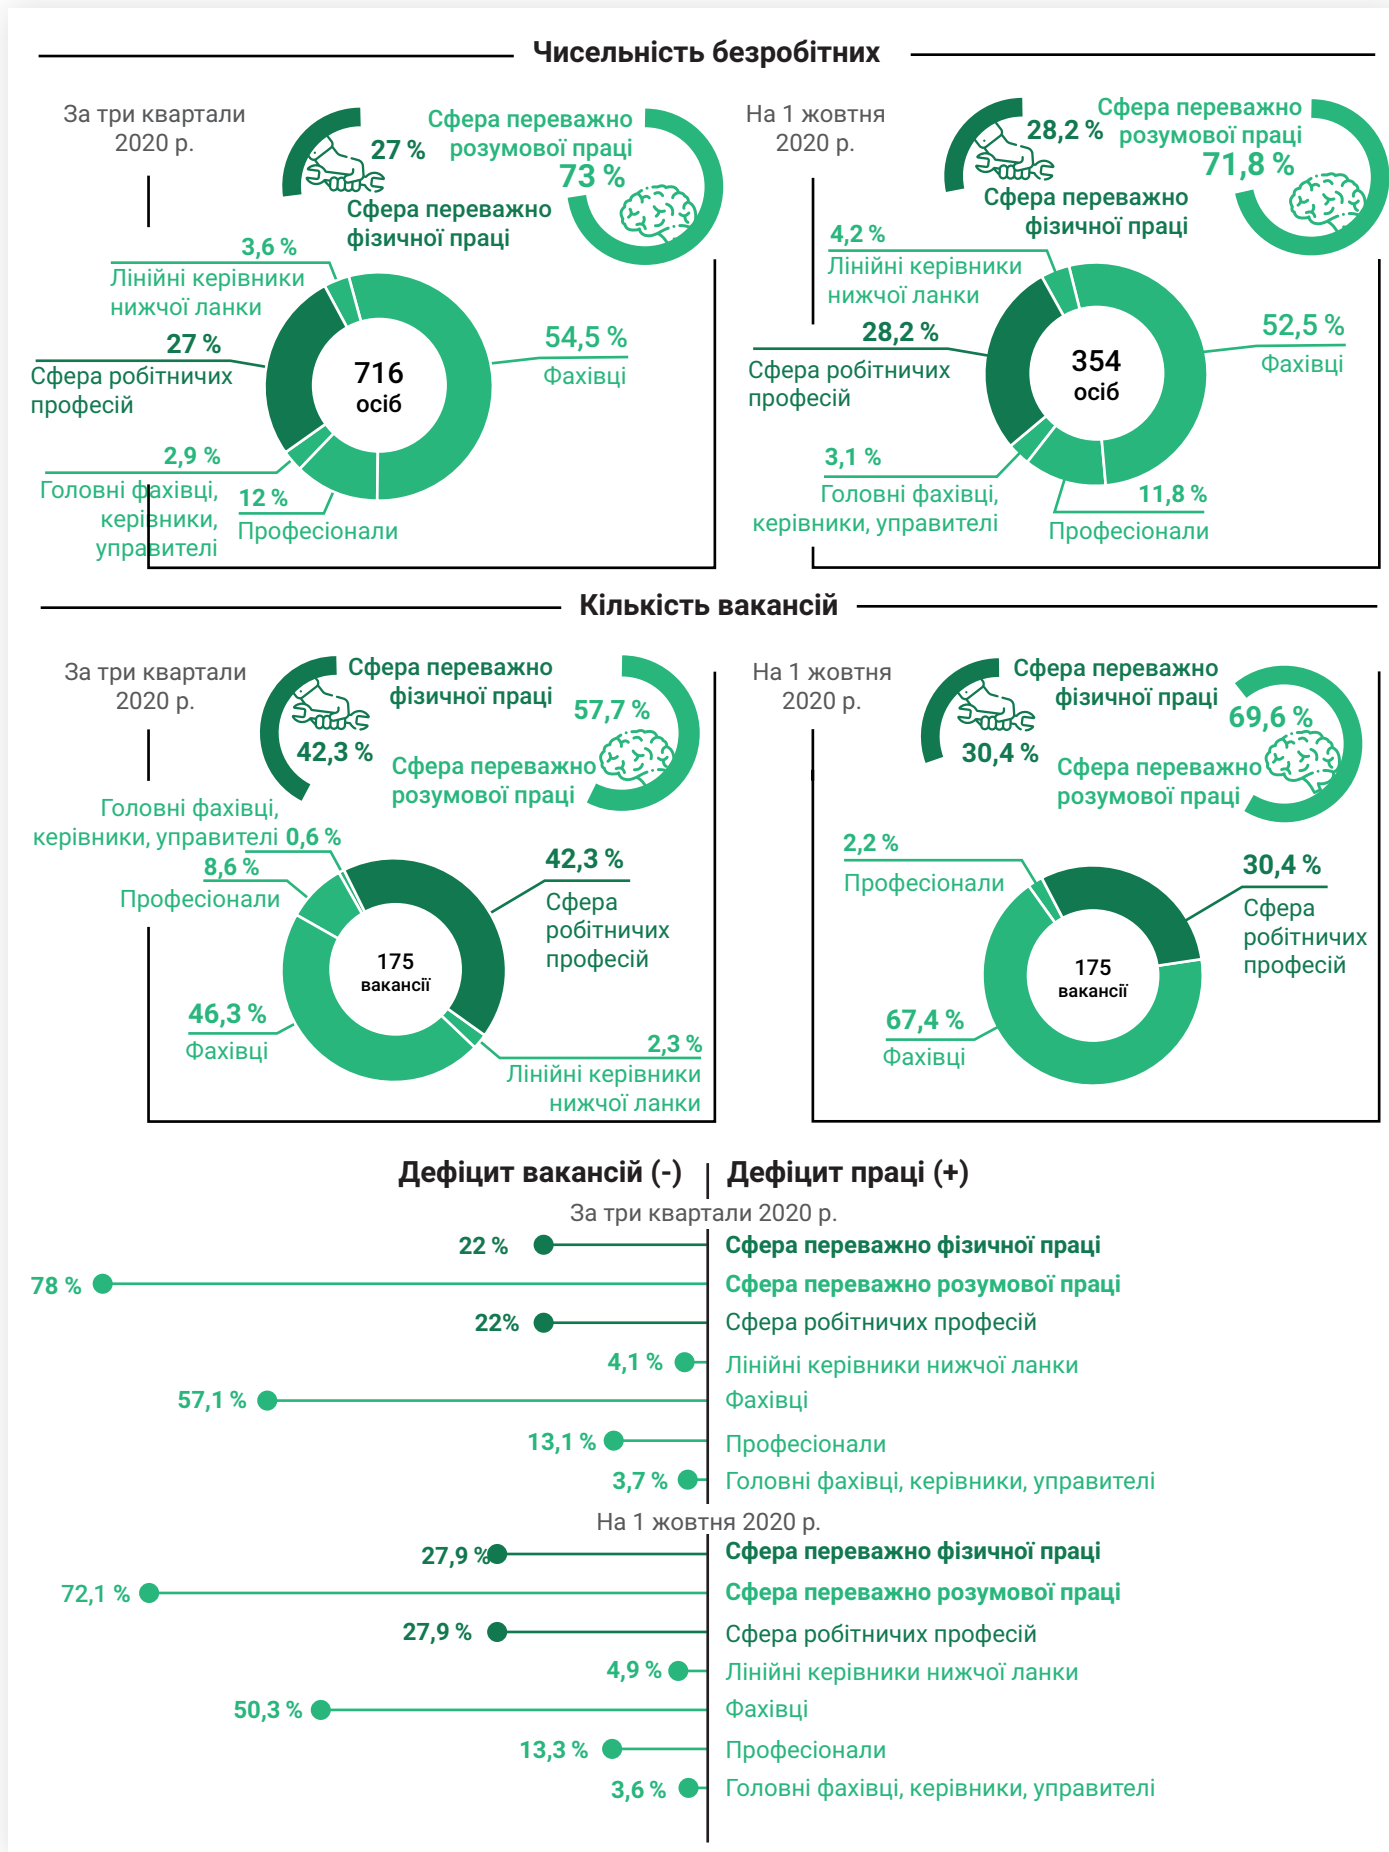 Чисельність безробітних
За три квартали
2020 р.
27 %
Сфера переважно
фізичної праці
Сфера переважно
розумової праці
73 %
3,6 %
Лінійні керівники
нижчої ланки
27 %
Сфера робітничих
професій
716
осіб
54,5 %
Фахівці
2,9 %
Головні фахівці,
керівники,
управителі
12 %
Професіонали
На 1 жовтня
2020 р.
28,2 %
Сфера переважно
фізичної праці
Сфера переважно
розумової праці
71,8 %
4,2 %
Лінійні керівники
нижчої ланки
28,2 %
Сфера робітничих
професій
354
осіб
52,5 %
Фахівці
3,1 %
Головні фахівці,
керівники, управителі
11,8 %
Професіонали
Кількість вакансій
За три квартали
2020 р.
Сфера переважно
фізичної праці
42,3 %
57,7 %
Сфера переважно
розумової праці
Головні фахівці,
керівники, управителі 0,6 %
8,6 %
Професіонали
42,3 %
Сфера
робітничих
професій
175
вакансії
46,3 %
Фахівці
2,3 %
Лінійні керівники
нижчої ланки
На 1 жовтня
2020 р.
Сфера переважно
фізичної праці
30,4 %
69,6 %
Сфера переважно
розумової праці
2,2 %
Професіонали
30,4 %
Сфера
робітничих
професій
175
вакансії
67,4 %
Фахівці
Дефіцит вакансій (-) Дефіцит праці (+)
За три квартали 2020 р.
22 % Сфера переважно фізичної праці
78 % Сфера переважно розумової праці
22% Сфера робітничих професій
4,1 % Лінійні керівники нижчої ланки
57,1 % Фахівці
13,1 % Професіонали
3,7 % Головні фахівці, керівники, управителі
На 1 жовтня 2020 р.
27,9 % Сфера переважно фізичної праці
72,1 % Сфера переважно розумової праці
27,9 % Сфера робітничих професій
4,9 % Лінійні керівники нижчої ланки
50,3 % Фахівці
13,3 % Професіонали
3,6 % Головні фахівці, керівники, управителі